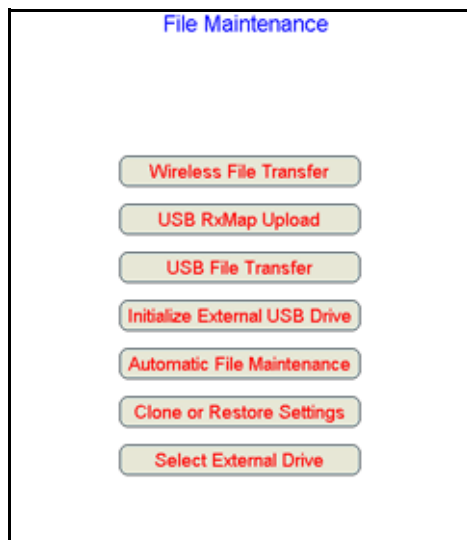 File Maintenance
Wireless File Transfer
USB RxMap Upload
USB File Transfer
Initialize External USB Drive
Automatic File Maintenance
Clone or Restore Settings
Select External Drive